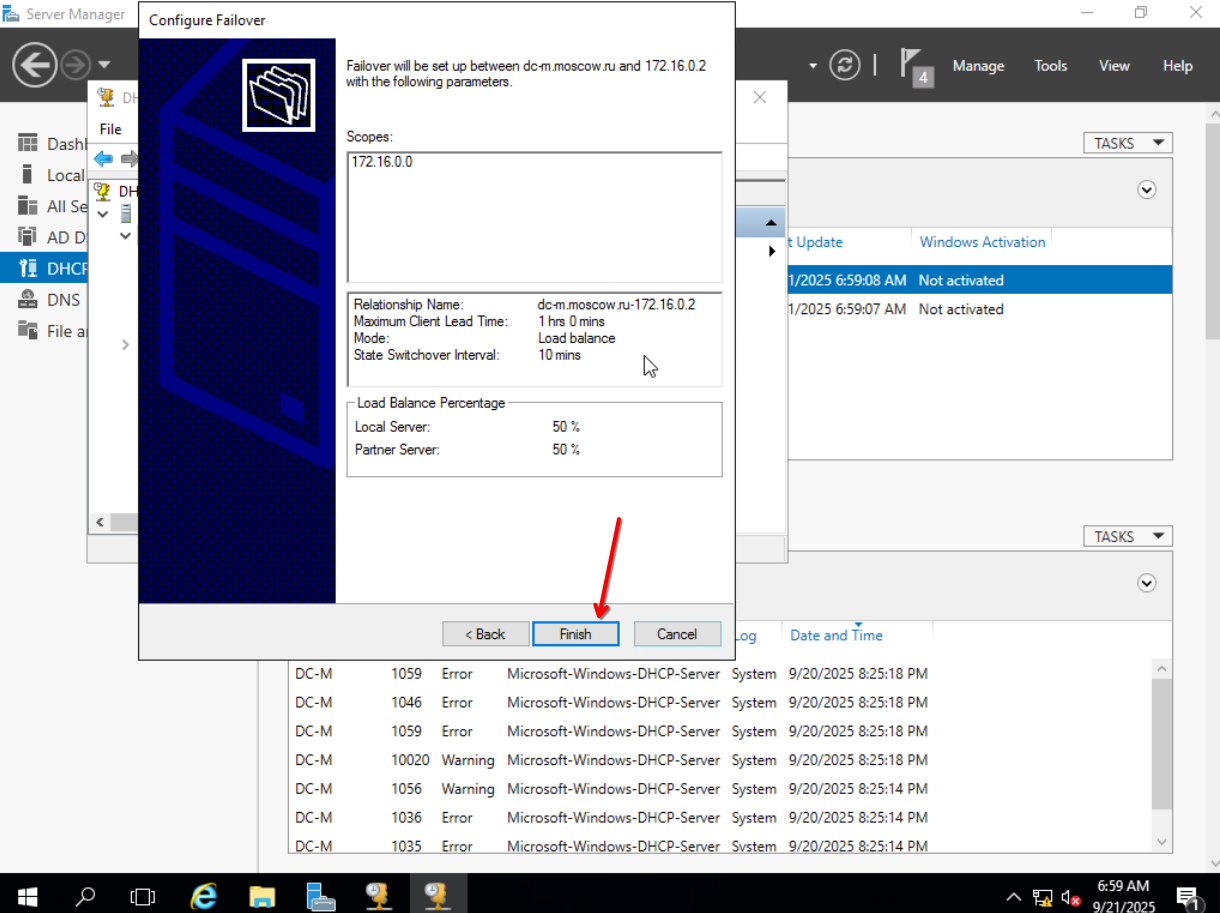 Server Manager
Configure Failover
4
Manage
Tools
View
Help
DH
File
Failover will be set up between dc-m.moscow.ru and 172.16.0.2
with the following parameters.
Scopes:
172.16.0.0
Dashb
Local
All Se
AD D
DHCP
DNS
File a
DH
TASKS
t Update
Windows Activation
1/2025 6:59:08 AM Not activated
1/2025 6:59:07 AM Not activated
Relationship Name: dc-m.moscow.ru-172.16.0.2
Maximum Client Lead Time: 1 hrs 0 mins
Mode: Load balance
State Switchover Interval: 10 mins
Load Balance Percentage
Local Server: 50 %
Partner Server: 50 %
TASKS
< Back
Finish
Cancel
Log
Date and Time
DC-M 1059 Error Microsoft-Windows-DHCP-Server System 9/20/2025 8:25:18 PM
DC-M 1046 Error Microsoft-Windows-DHCP-Server System 9/20/2025 8:25:18 PM
DC-M 1059 Error Microsoft-Windows-DHCP-Server System 9/20/2025 8:25:18 PM
DC-M 10020 Warning Microsoft-Windows-DHCP-Server System 9/20/2025 8:25:18 PM
DC-M 1056 Warning Microsoft-Windows-DHCP-Server System 9/20/2025 8:25:14 PM
DC-M 1036 Error Microsoft-Windows-DHCP-Server System 9/20/2025 8:25:14 PM
DC-M 1035 Error Microsoft-Windows-DHCP-Server System 9/20/2025 8:25:14 PM
6:59 AM
9/21/2025
1